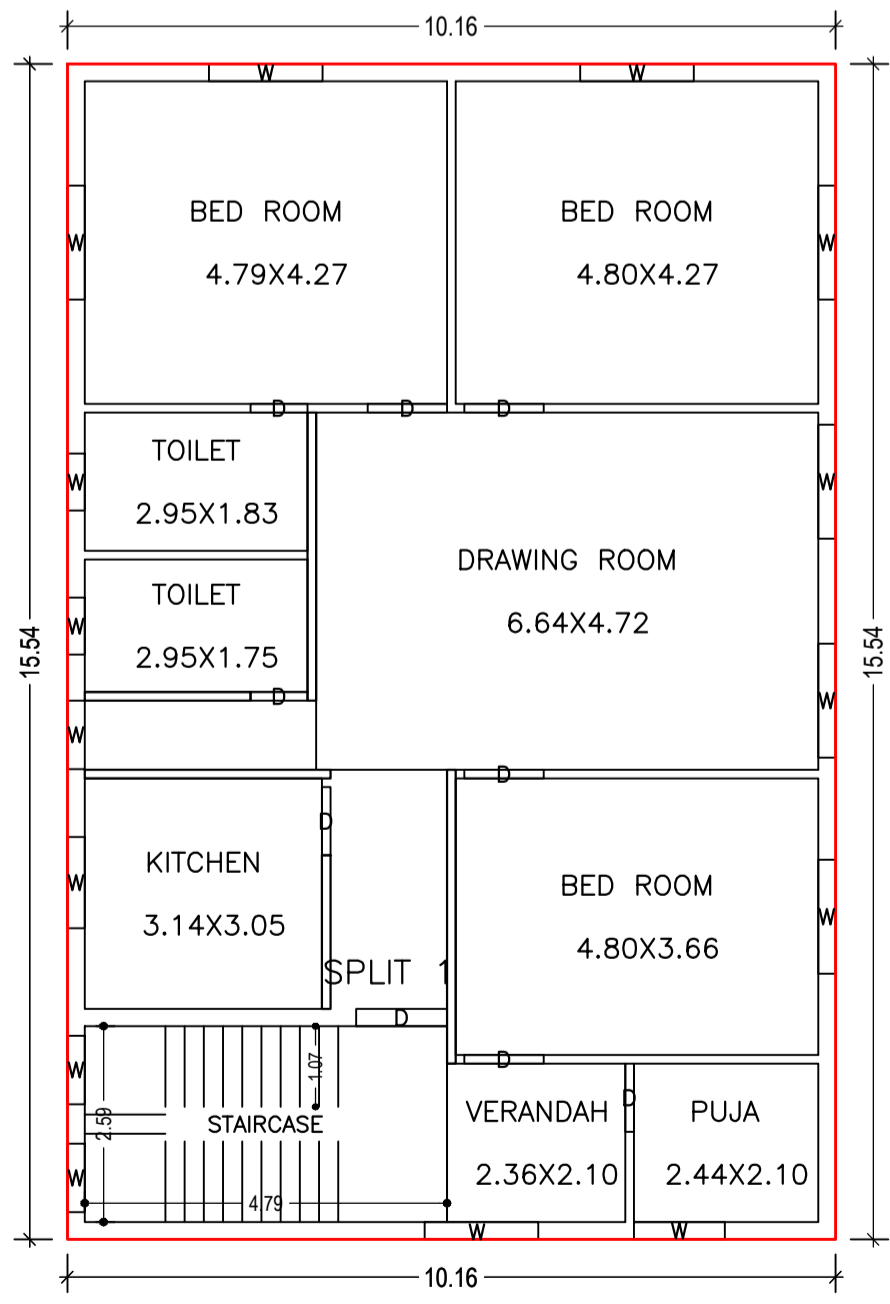 10.16
W W
BED ROOM BED ROOM
W W
4.79X4.27 4.80X4.27
D D D
TOILET
W W
2.95X1.83
DRAWING ROOM
TOILET
W 6.64X4.72
2.95X1.75
15.54 15.54
D W
W
D
D
KITCHEN
W BED ROOM
3.14X3.05 W
4.80X3.66
SPLIT 1
D
D
W 1.07
D
2.59 STAIRCASE VERANDAH PUJA
W 2.36X2.10 2.44X2.10
4.79
W W
10.16